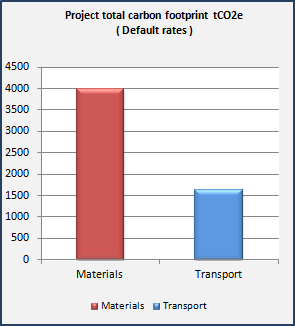 Project total carbon footprint tCO2e
( Default rates )
4500
4000
3500
3000
2500
2000
1500
1000
500
0
Materials Transport
Materials Transport